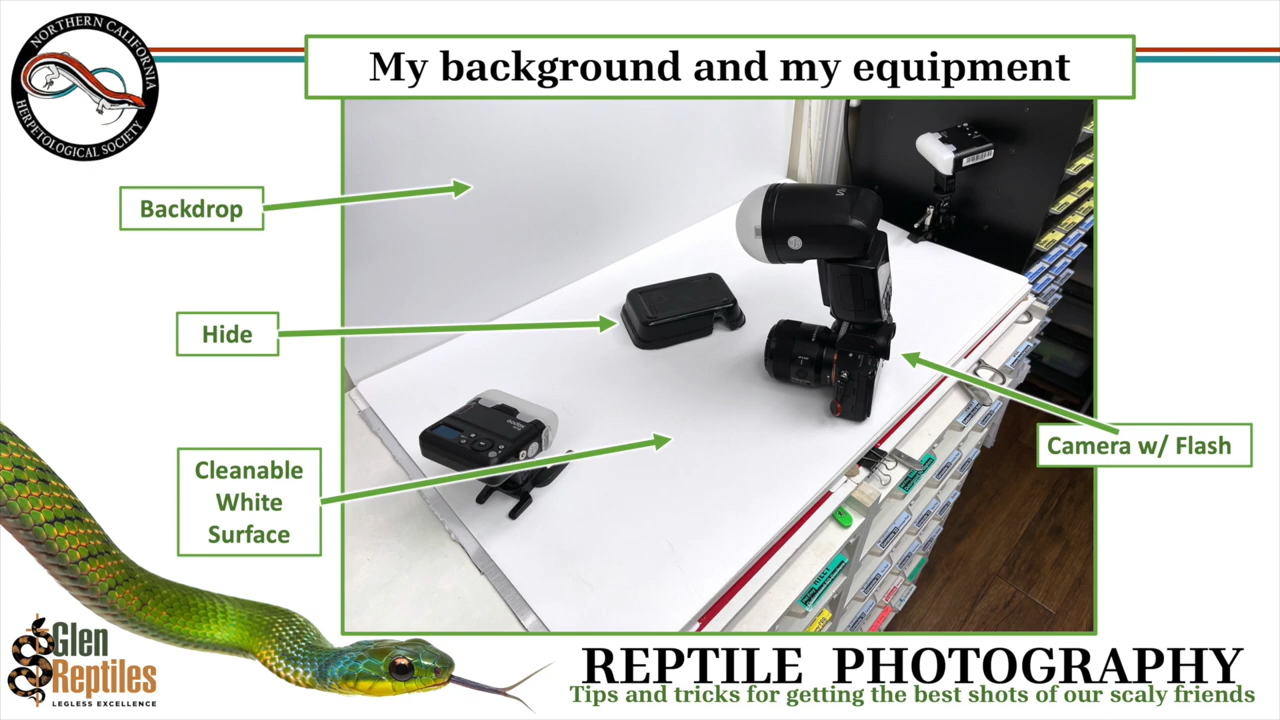 NORTHERN CALIFORNIA
HERPETOLOGICAL SOCIETY
My background and my equipment
Backdrop
Hide
Cleanable
White
Surface
Camera w/ Flash
Godox
Glen
Reptiles
LEGLESS EXCELLENCE
REPTILE PHOTOGRAPHY
Tips and tricks for getting the best shots of our scaly friends